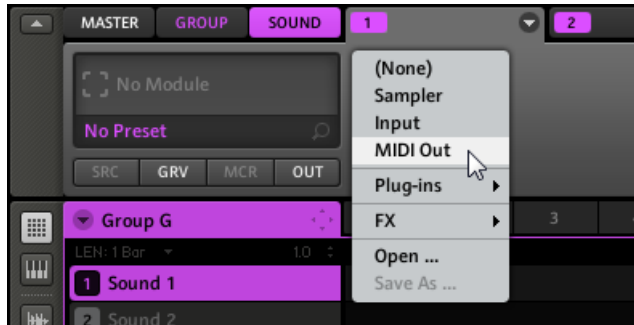 MASTER GROUP SOUND 1 2
No Module
No Preset
SRC GRV MCR OUT
(None)
Sampler
Input
MIDI Out
Plug-ins
FX
Open ...
Save As ...
Group G
3
LEN: 1 Bar 1.0
1 Sound 1
2 Sound 2